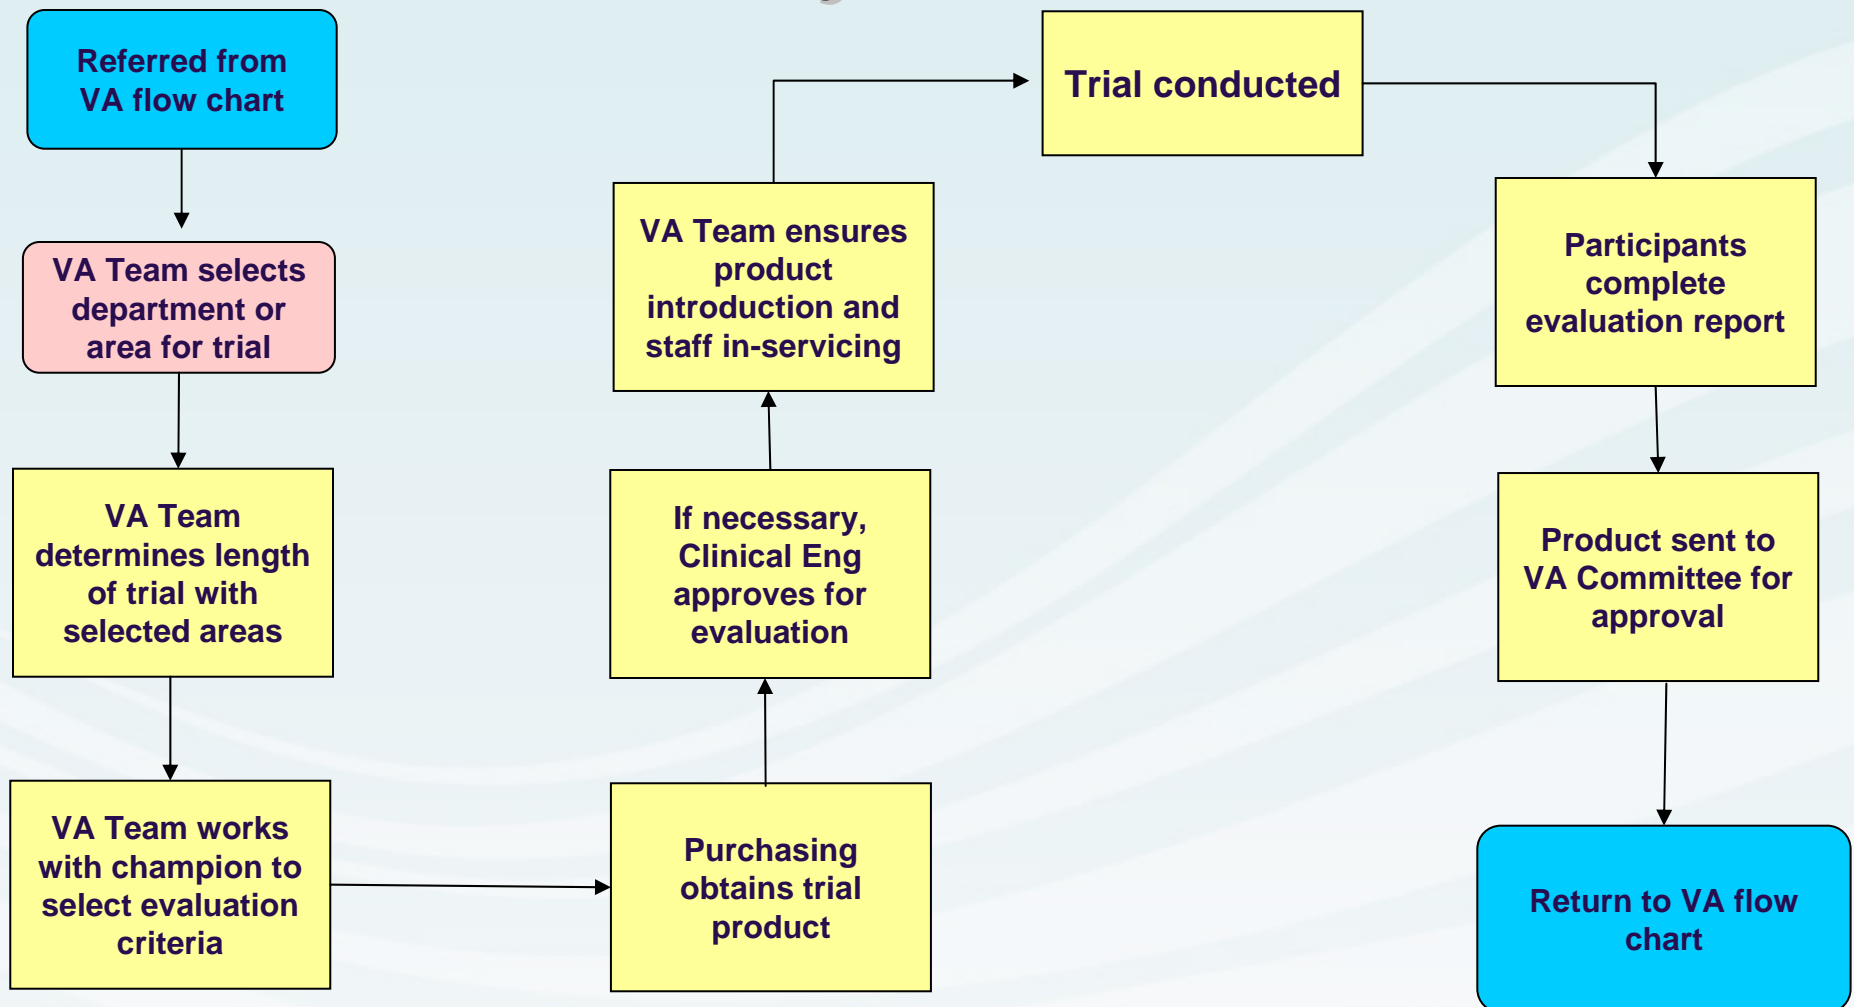 Referred from
VA flow chart
VA Team selects
department or
area for trial
VA Team
determines length
of trial with
selected areas
VA Team works
with champion to
select evaluation
criteria
Purchasing
obtains trial
product
If necessary,
Clinical Eng
approves for
evaluation
VA Team ensures
product
introduction and
staff in-servicing
Trial conducted
Participants
complete
evaluation report
Product sent to
VA Committee for
approval
Return to VA flow
chart